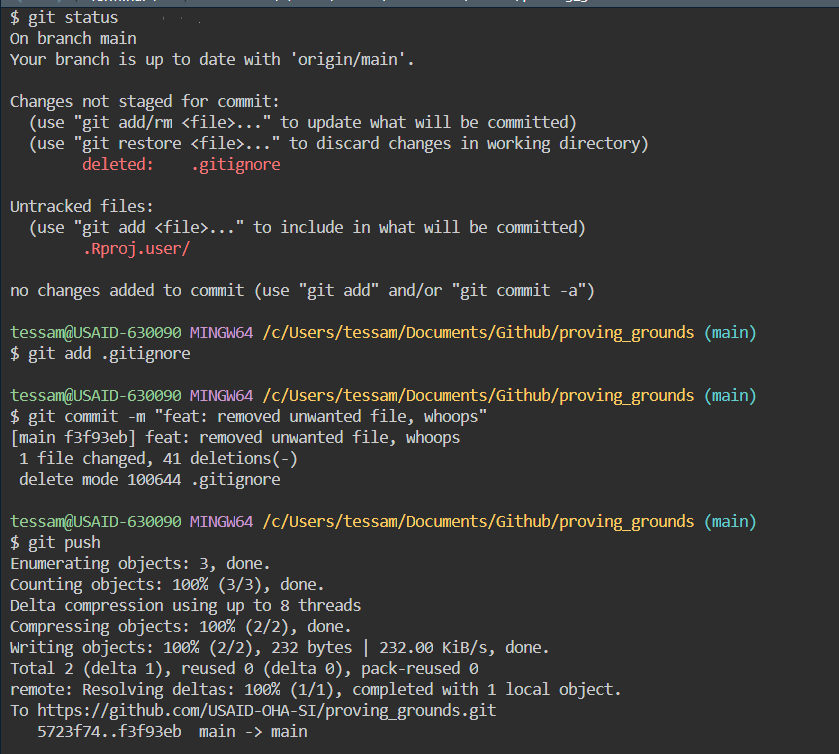 $ git status
On branch main
Your branch is up to date with 'origin/main'.
Changes not staged for commit:
(use "git add/rm <file>..." to update what will be committed)
(use "git restore <file>..." to discard changes in working directory)
deleted:    .gitignore
Untracked files:
(use "git add <file>..." to include in what will be committed)
.Rproj.user/
no changes added to commit (use "git add" and/or "git commit -a")
tessam@USAID-630090 MINGW64 /c/Users/tessam/Documents/Github/proving_grounds (main)
$ git add .gitignore
tessam@USAID-630090 MINGW64 /c/Users/tessam/Documents/Github/proving_grounds (main)
$ git commit -m "feat: removed unwanted file, whoops"
[main f3f93eb] feat: removed unwanted file, whoops
1 file changed, 41 deletions(-)
delete mode 100644 .gitignore
tessam@USAID-630090 MINGW64 /c/Users/tessam/Documents/Github/proving_grounds (main)
$ git push
Enumerating objects: 3, done.
Counting objects: 100% (3/3), done.
Delta compression using up to 8 threads
Compressing objects: 100% (2/2), done.
Writing objects: 100% (2/2), 232 bytes | 232.00 KiB/s, done.
Total 2 (delta 1), reused 0 (delta 0), pack-reused 0
remote: Resolving deltas: 100% (1/1), completed with 1 local object.
To https://github.com/USAID-OHA-SI/proving_grounds.git
5723f74..f3f93eb  main -> main